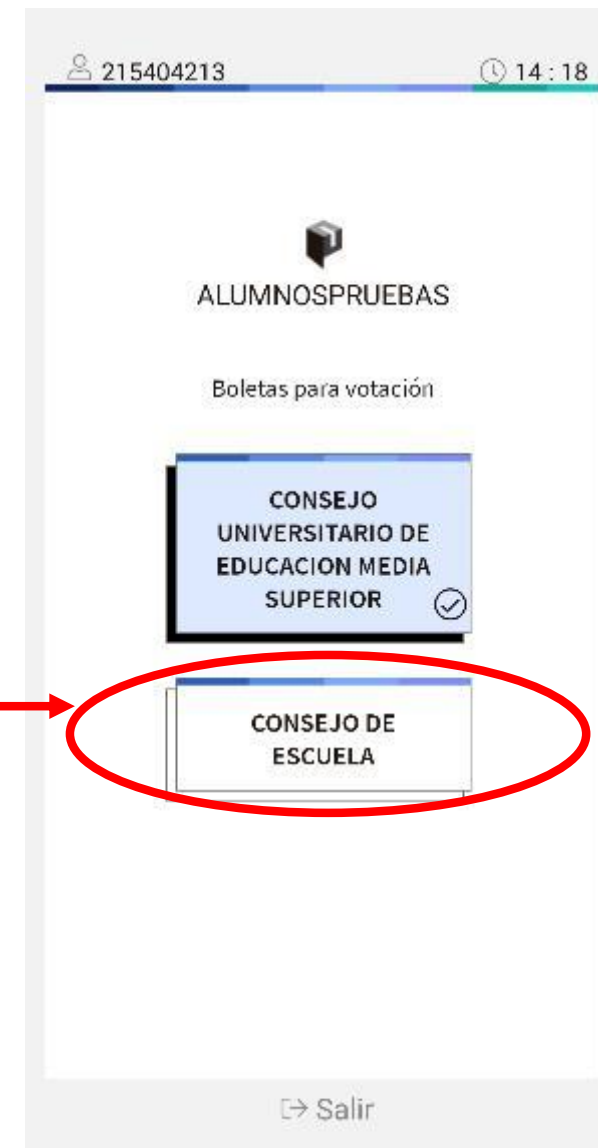 215404213
14 : 18
ALUMNOSPRUEBAS
Boletas para votación
CONSEJO
UNIVERSITARIO DE
EDUCACION MEDIA
SUPERIOR
CONSEJO DE
ESCUELA
Salir